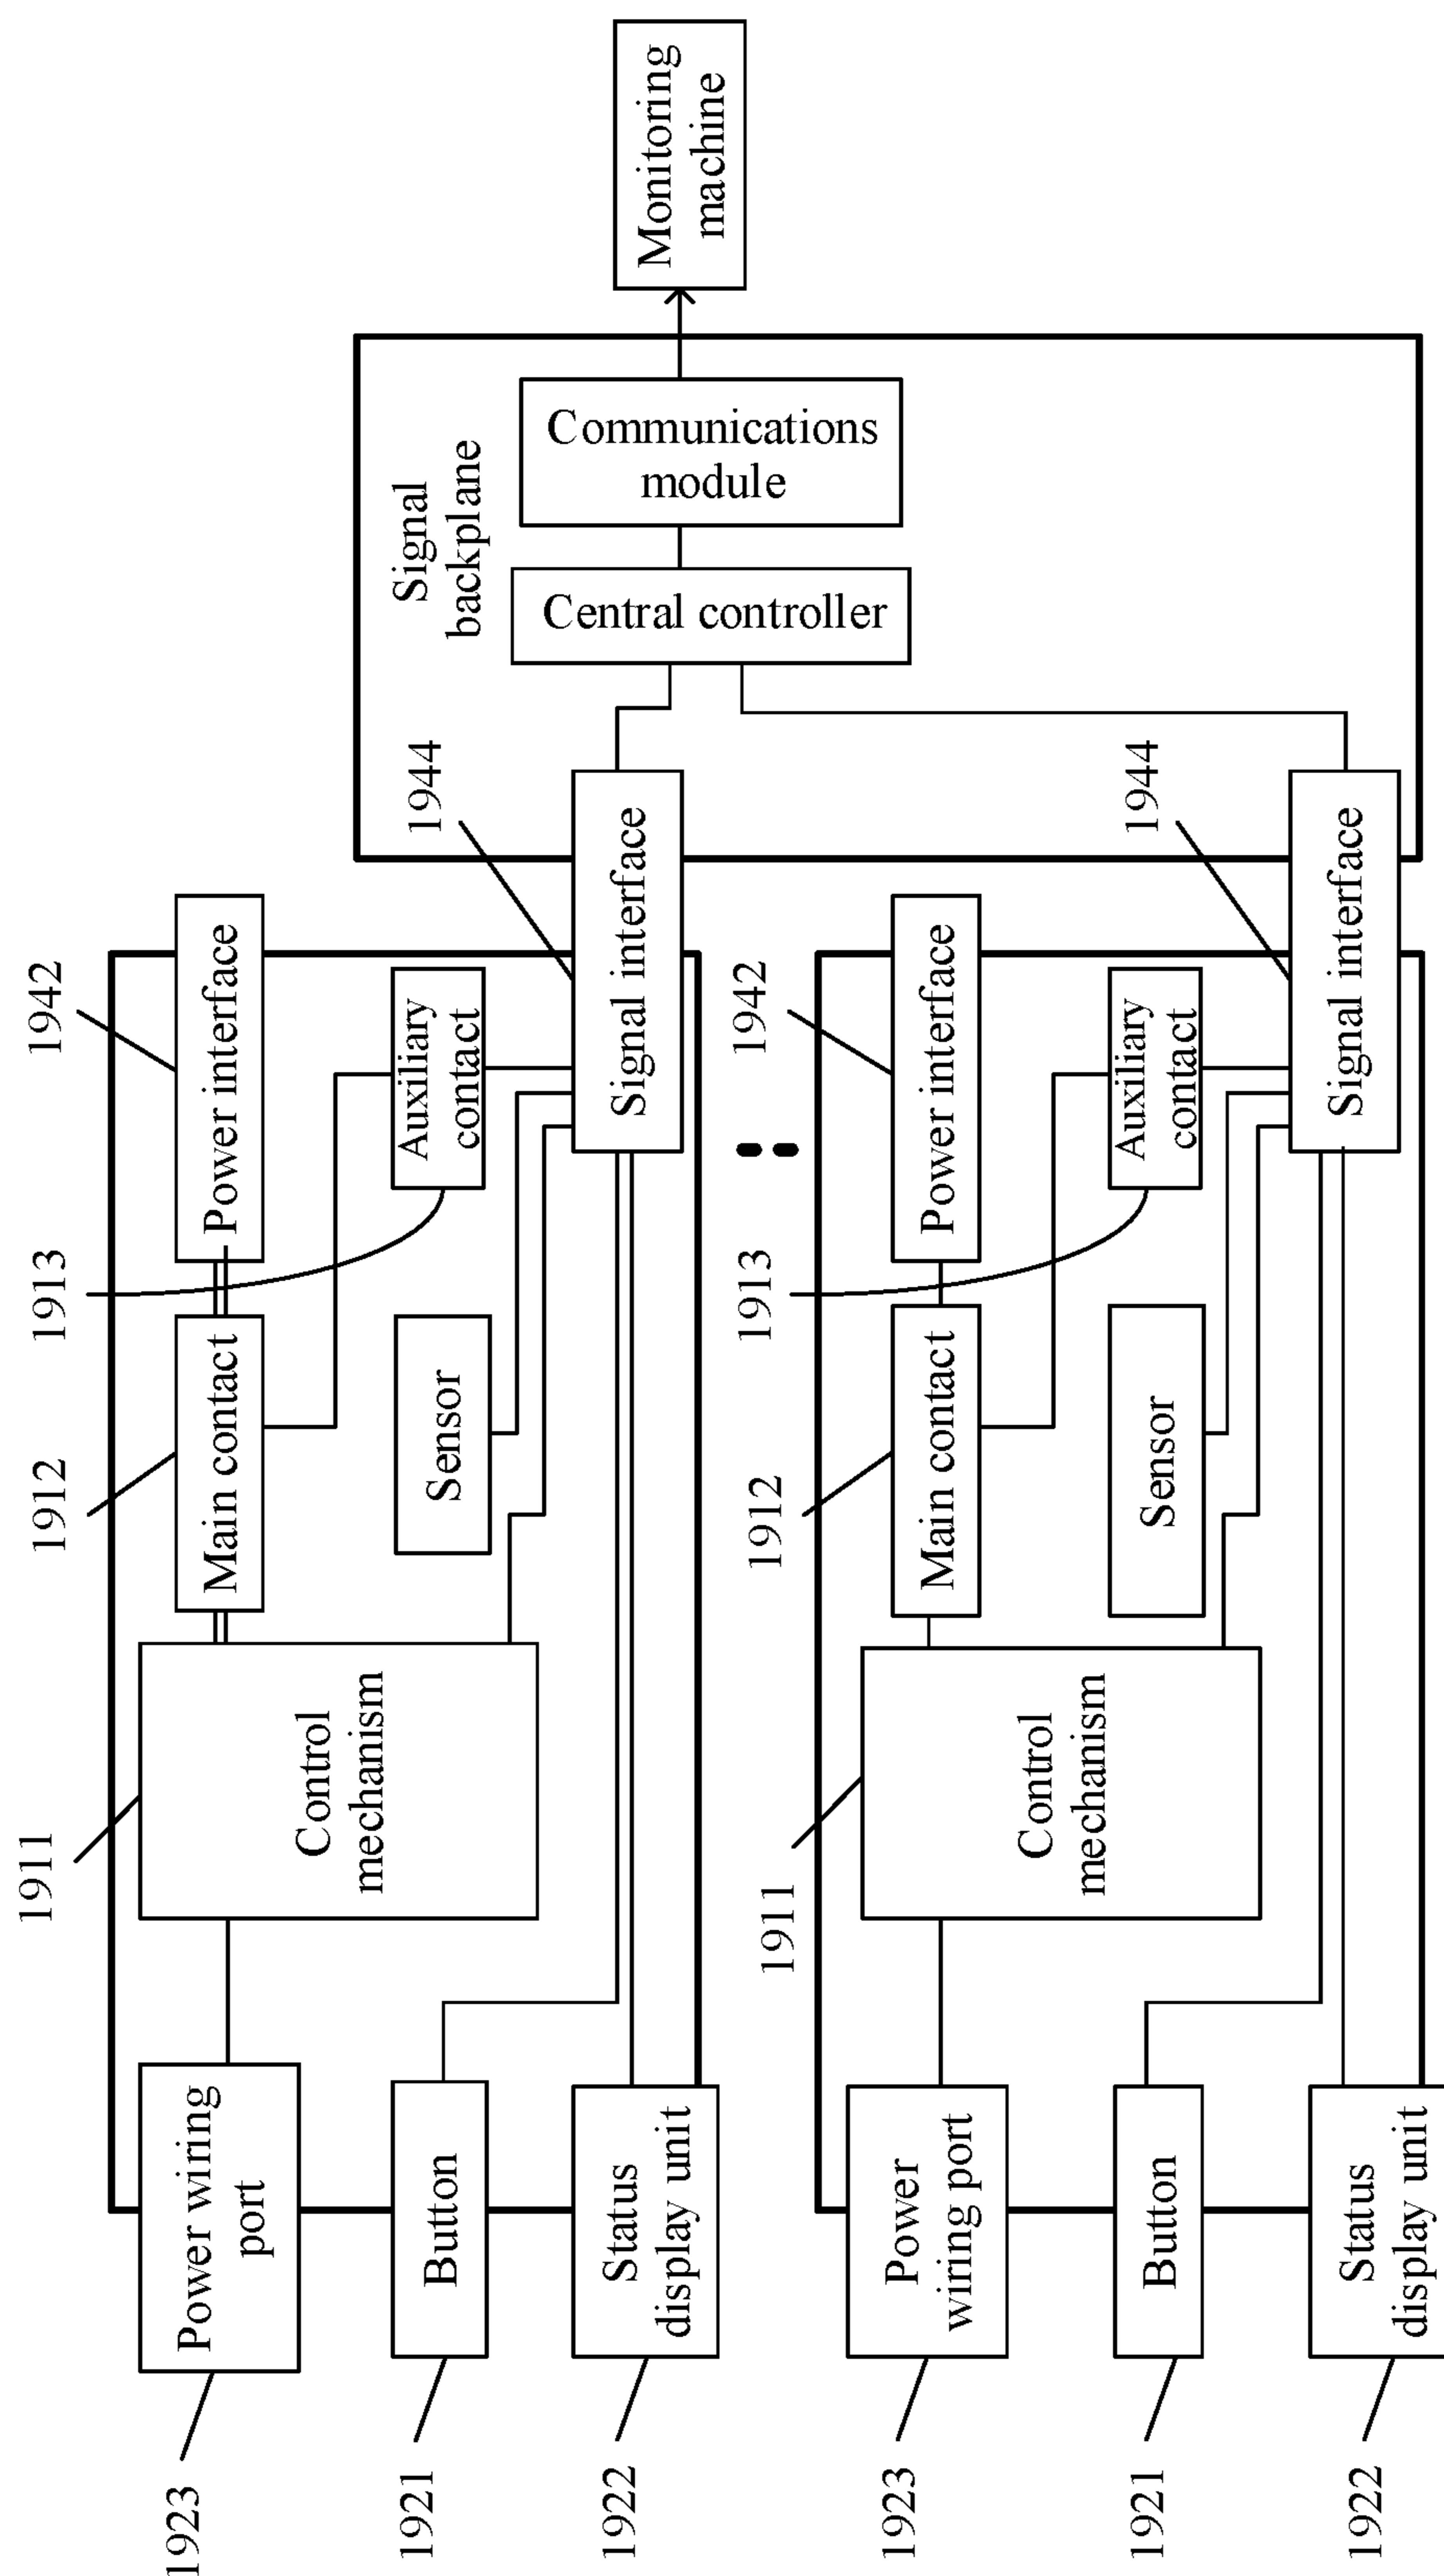 1942
1913
1912
1911
Power interface
Main contact
Auxiliary
contact
Sensor
Control
mechanism
Power wiring
port
Button
Status
display unit
1923
1921
1922
1944
Signal interface
Signal
backplane
Central controller
Communications
module
Monitoring
machine
1942
1913
1912
1911
Power interface
Main contact
Auxiliary
contact
Sensor
Control
mechanism
Power
wiring port
Button
Status
display unit
1923
1921
1922
1944
Signal interface